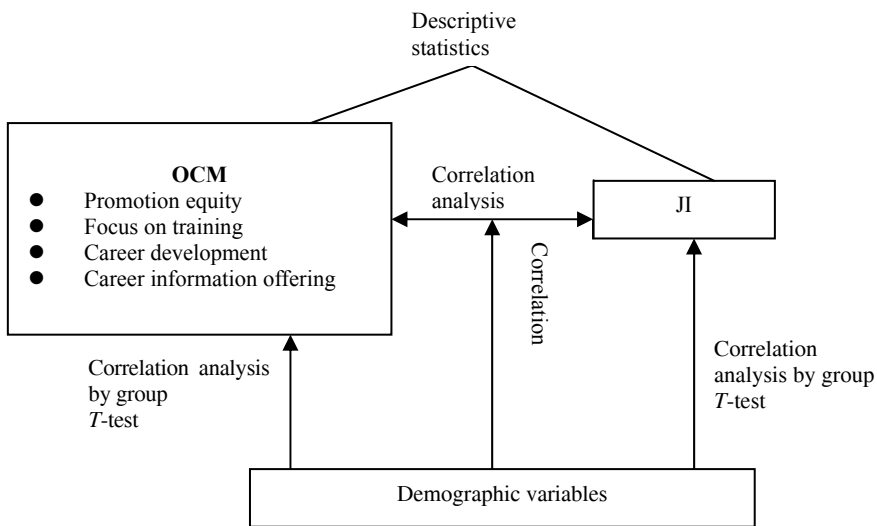 Descriptive
statistics
OCM
● Promotion equity
● Focus on training
● Career development
● Career information offering
Correlation
analysis
JI
Correlation
Correlation analysis
by group
T-test
Correlation
analysis by group
T-test
Demographic variables